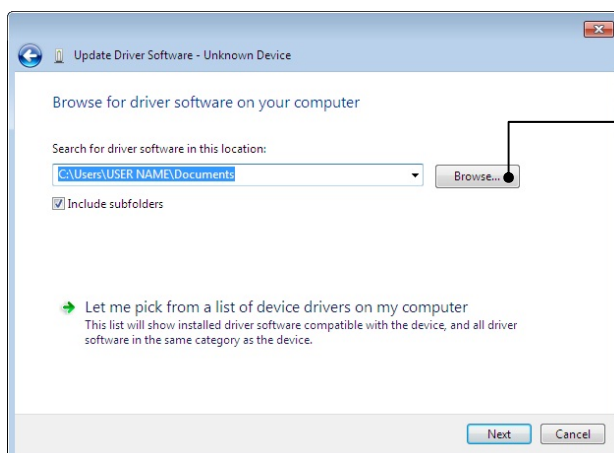 Update Driver Software - Unknown Device
Browse for driver software on your computer
Search for driver software in this location:
C:\Users\USER NAME\Documents
Browse...
Include subfolders
Let me pick from a list of device drivers on my computer
This list will show installed driver software compatible with the device, and all driver
software in the same category as the device.
Next
Cancel